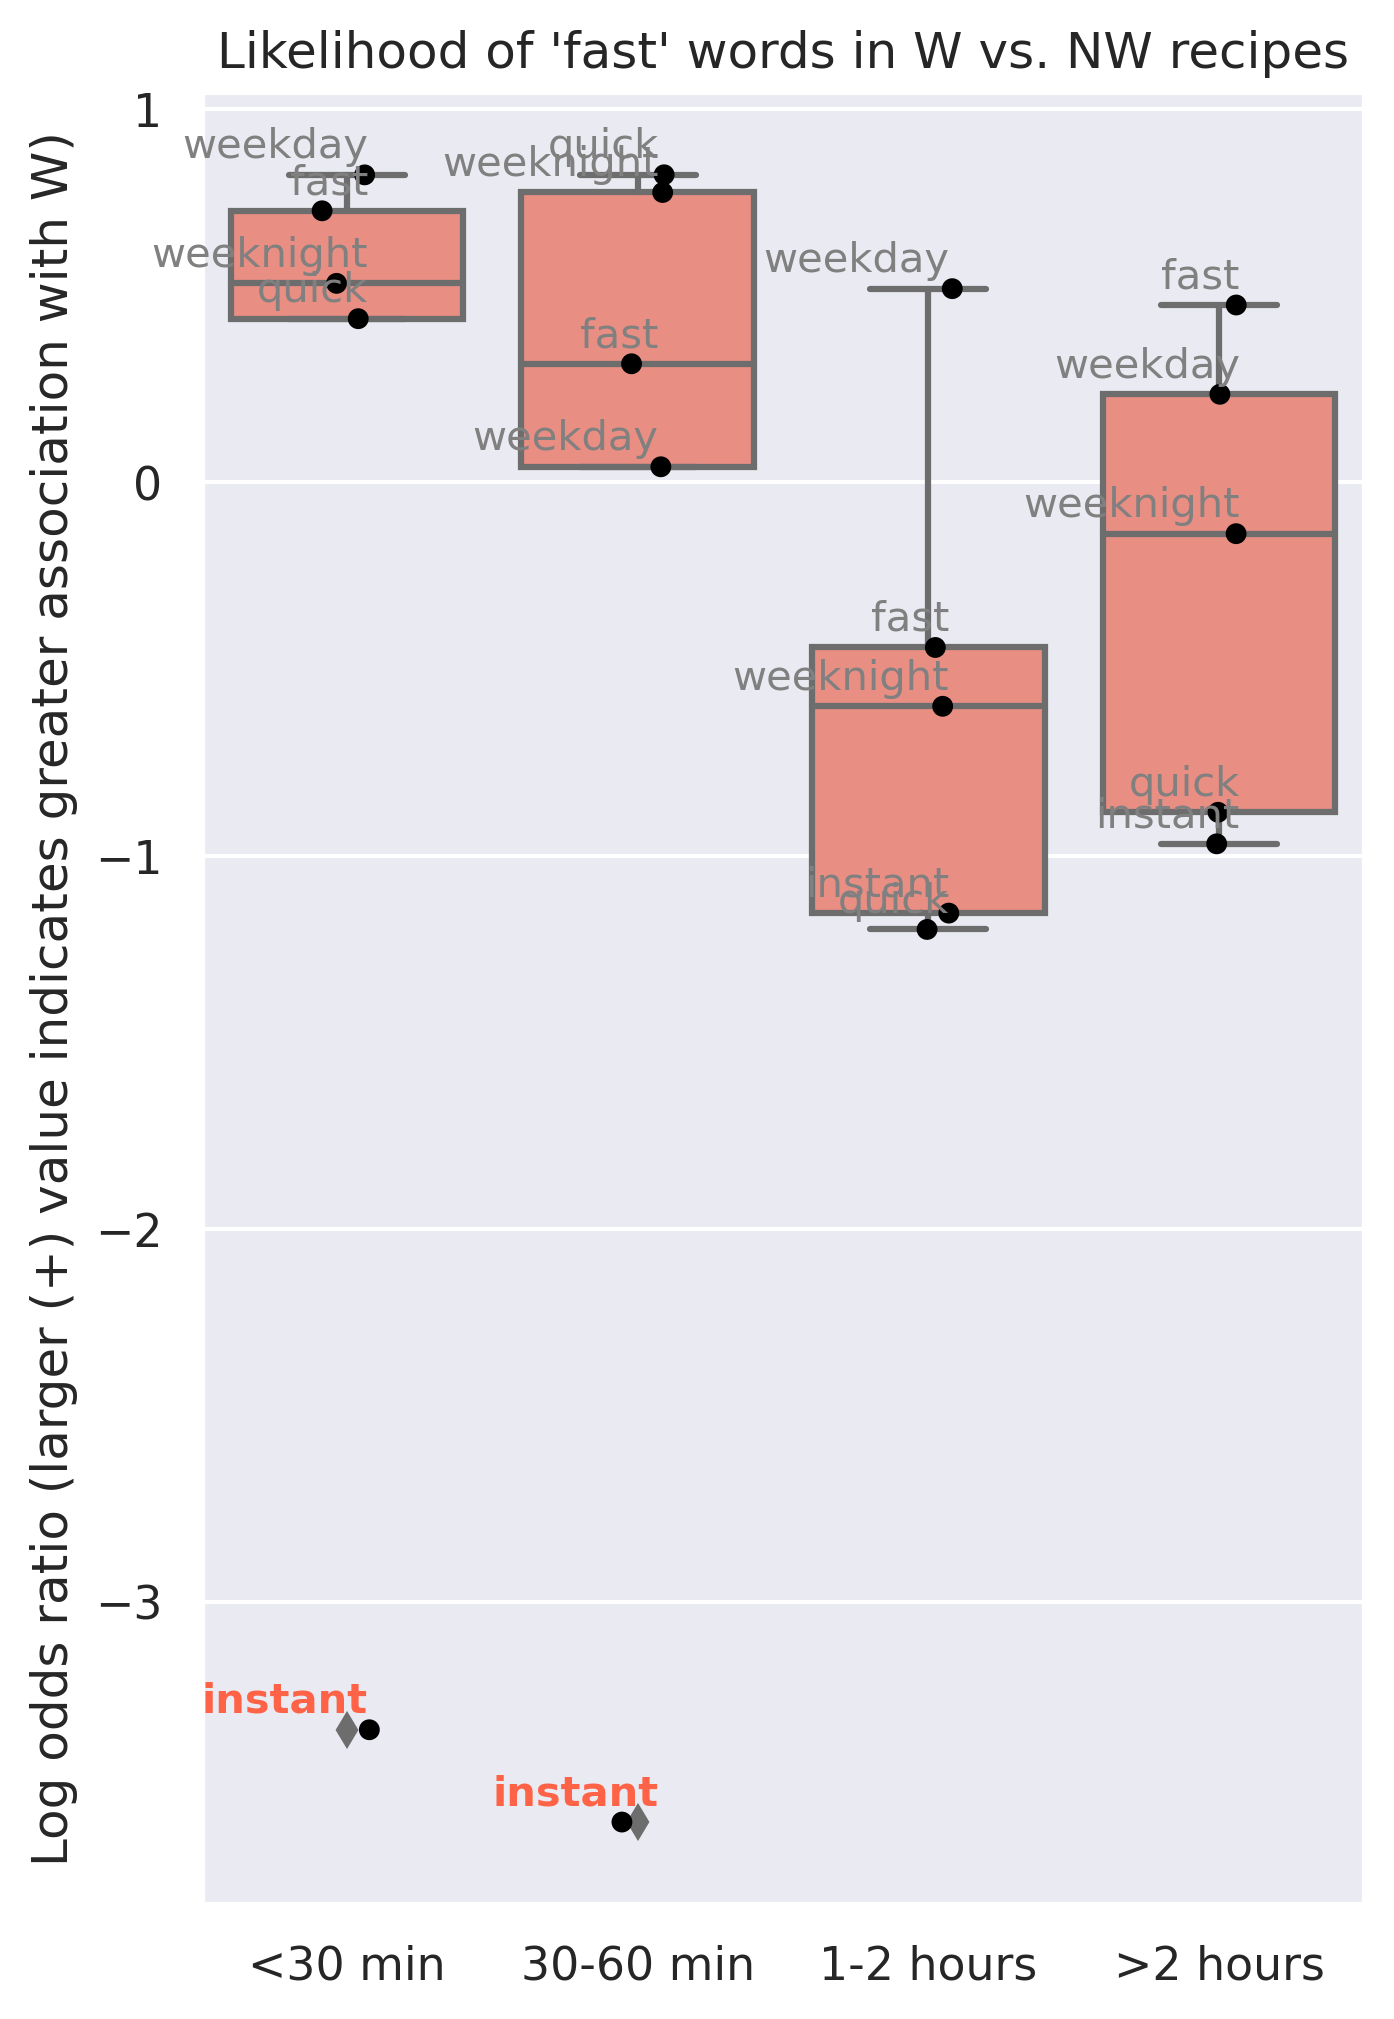 Likelihood of 'fast' words in W vs. NW recipes
Log odds ratio (larger (+) value indicates greater association with W)
1
0
−1
−2
−3
weekday
fast
weeknight
quick
instant
quick
weeknight
fast
weekday
instant
weekday
fast
weeknight
instant
quick
fast
weekday
weeknight
quick
instant
<30 min
30-60 min
1-2 hours
>2 hours